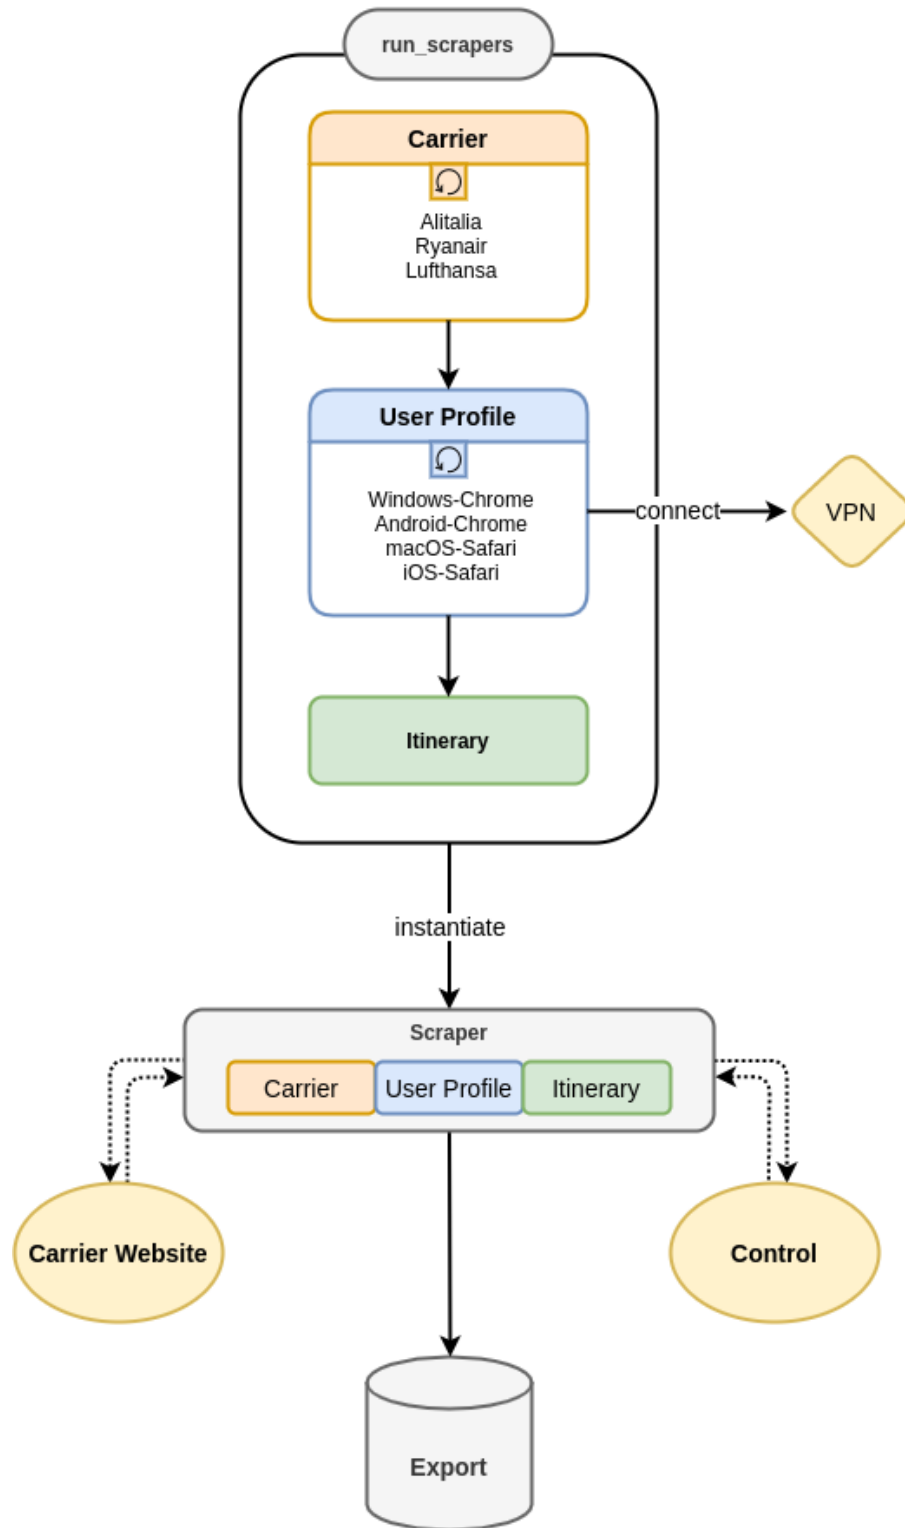 run_scrapers
Carrier
Alitalia
Ryanair
Lufthansa
User Profile
Windows-Chrome
Android-Chrome
macOS-Safari
iOS-Safari
connect
VPN
Itinerary
instantiate
Scraper
Carrier
User Profile
Itinerary
Carrier Website
Control
Export